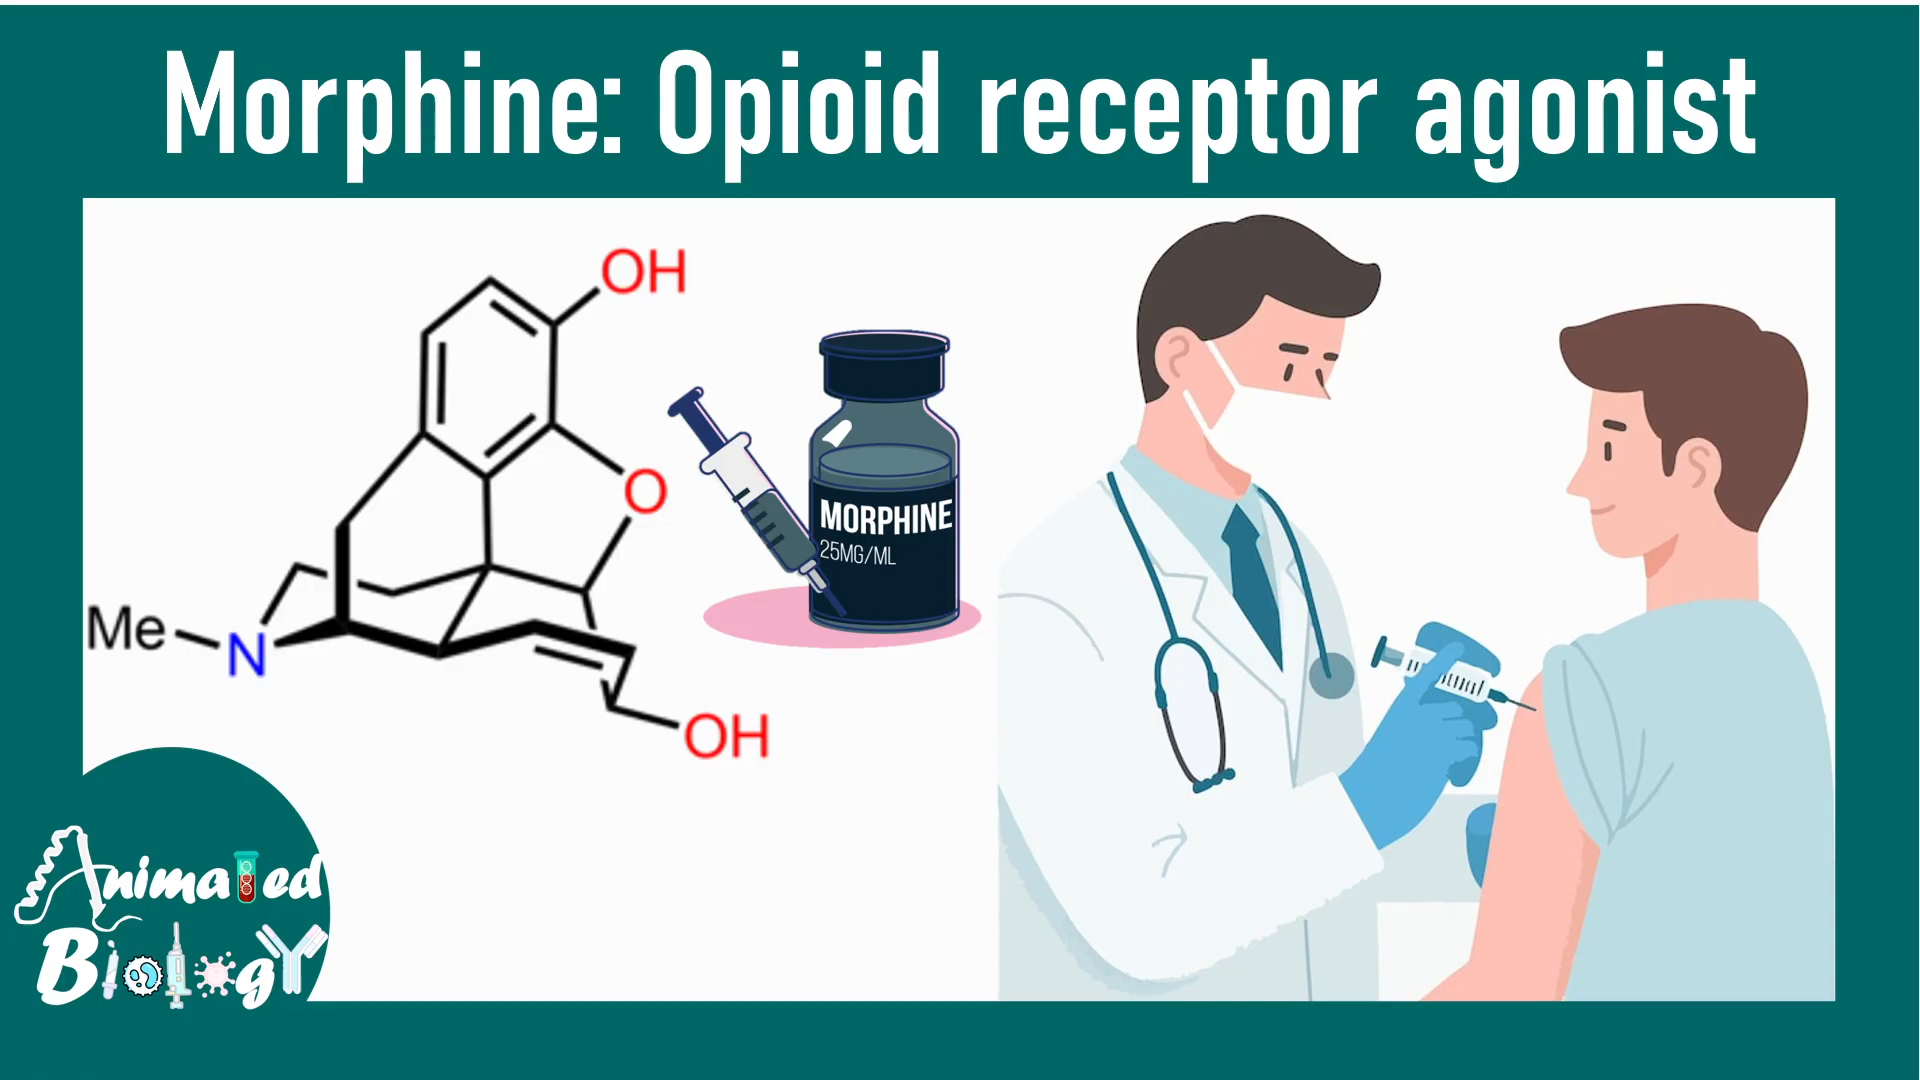 Morphine: Opioid receptor agonist
OH
O
Me
N
OH
MORPHINE
25MG/ML
Animated
Biology